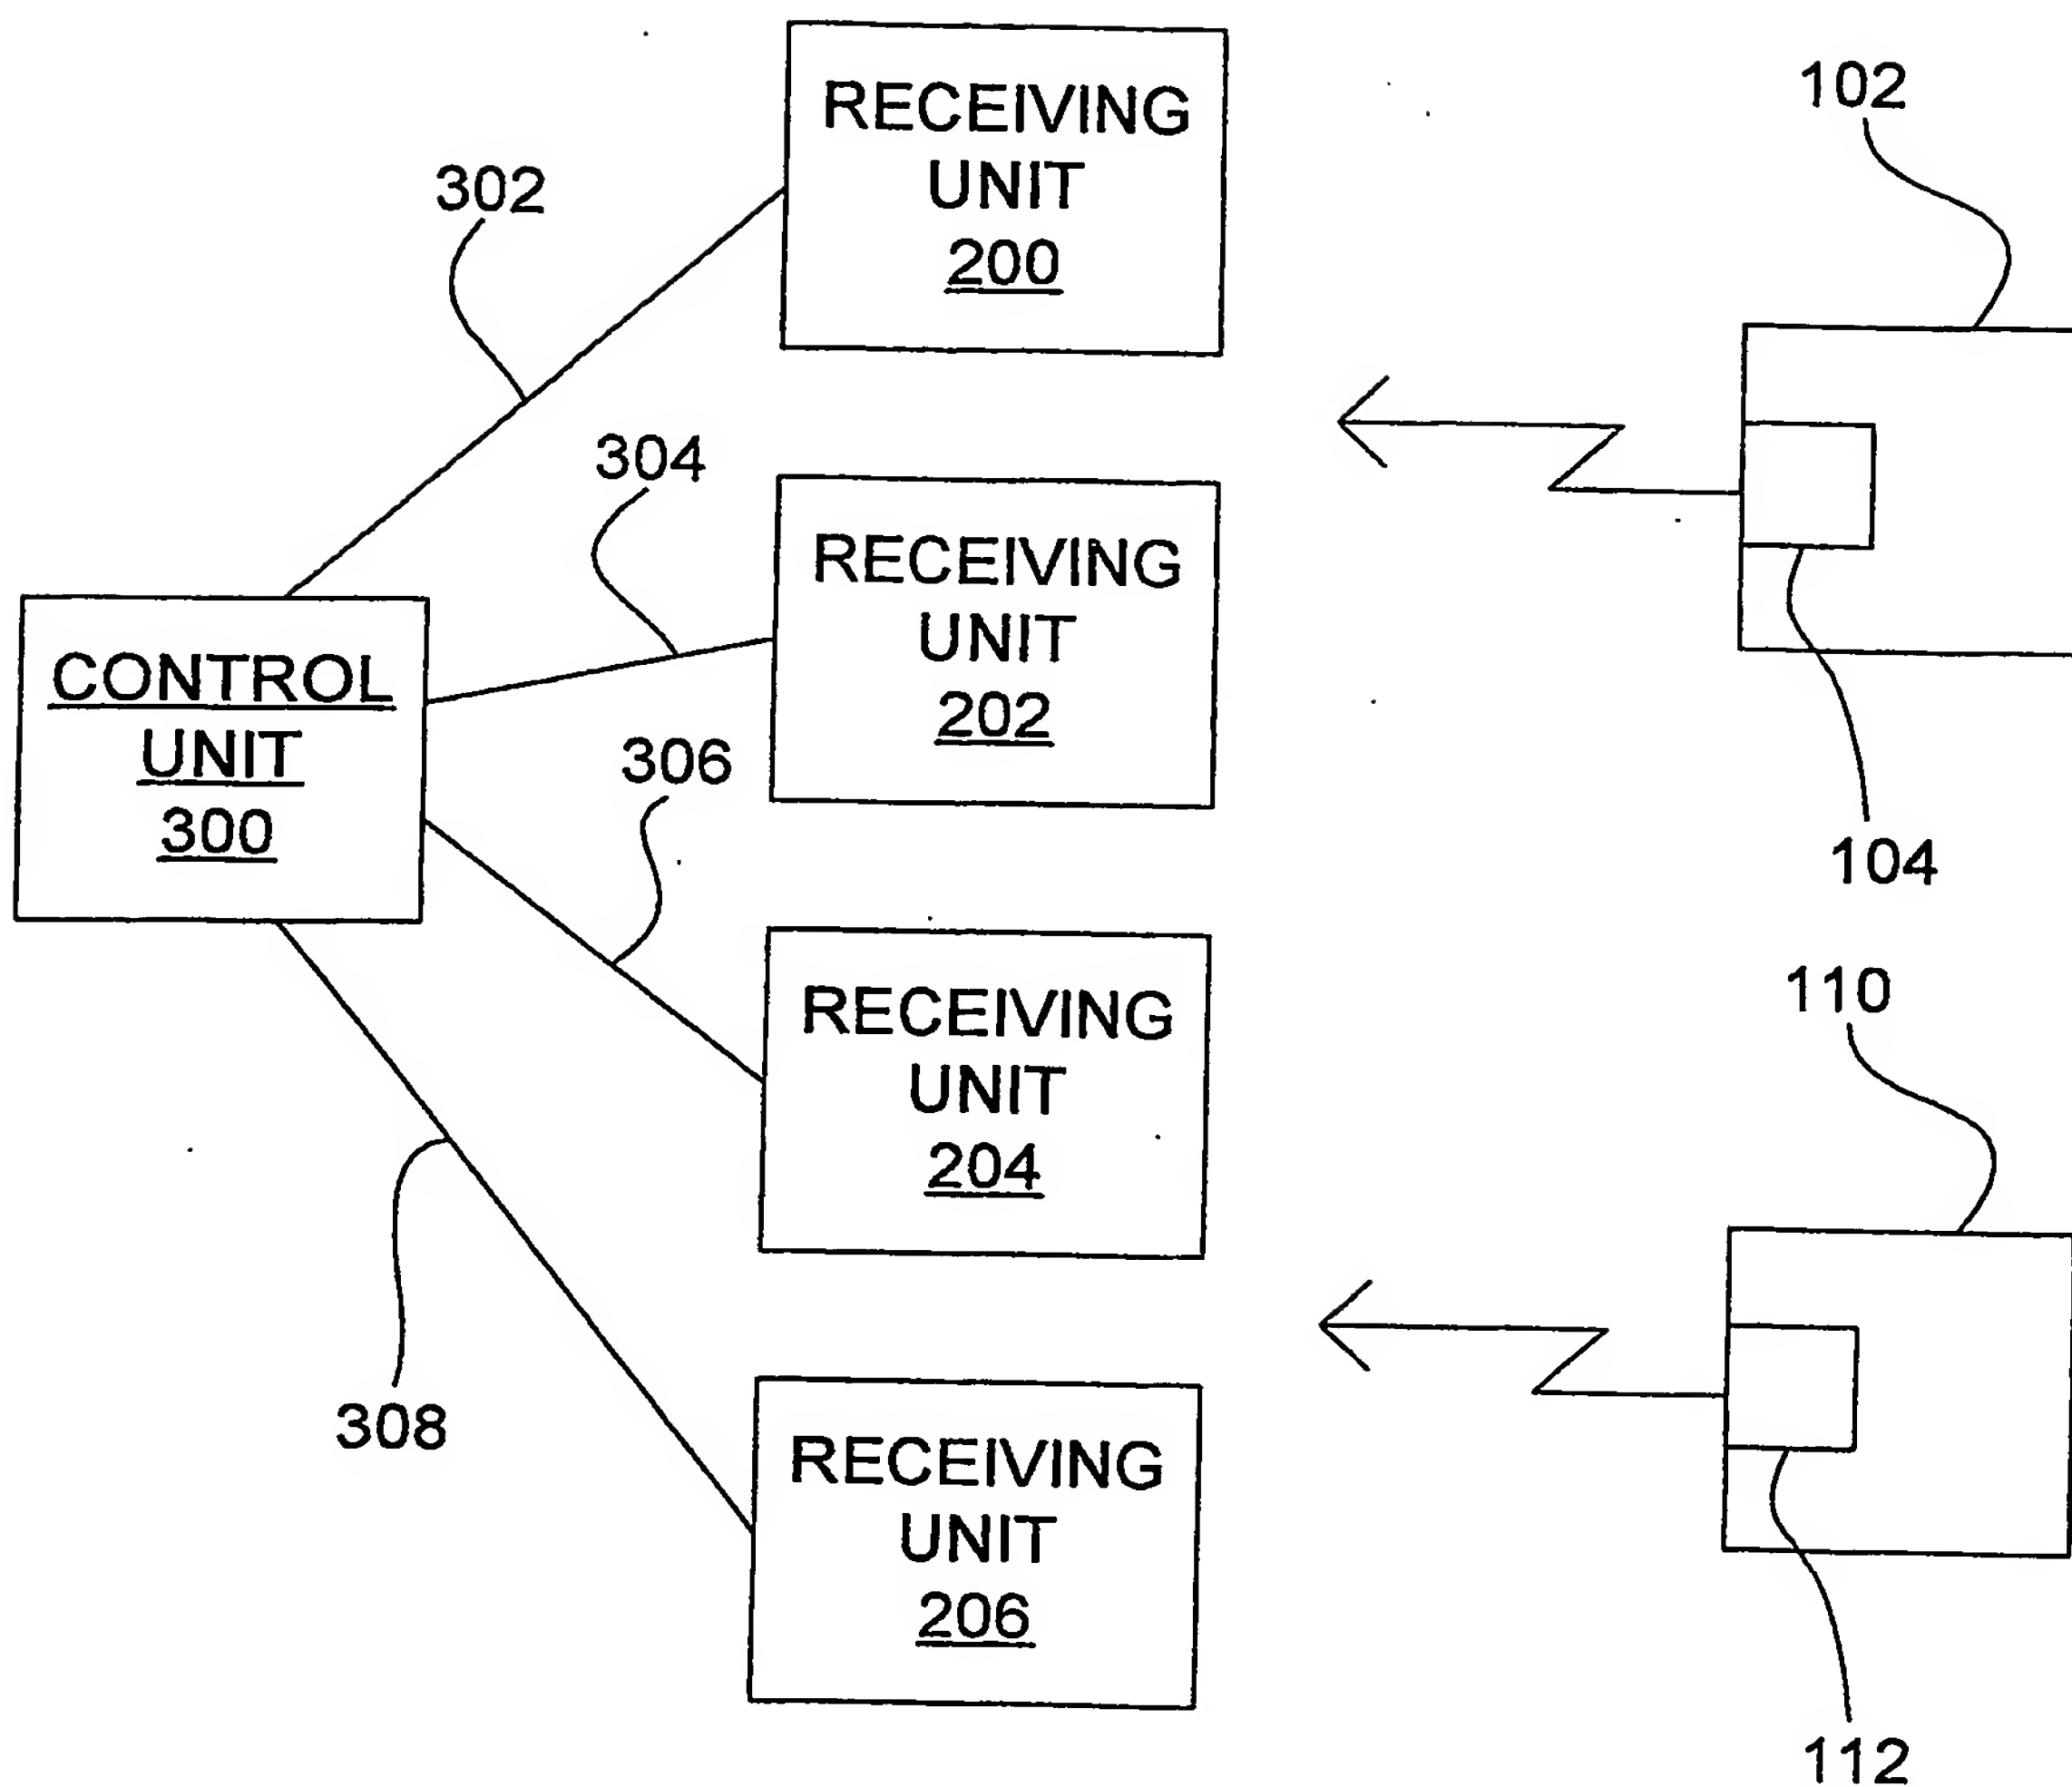 RECEIVING
UNIT
200
102
302
304
RECEIVING
UNIT
202
CONTROL
UNIT
300
306
104
RECEIVING
UNIT
204
110
308
RECEIVING
UNIT
206
112